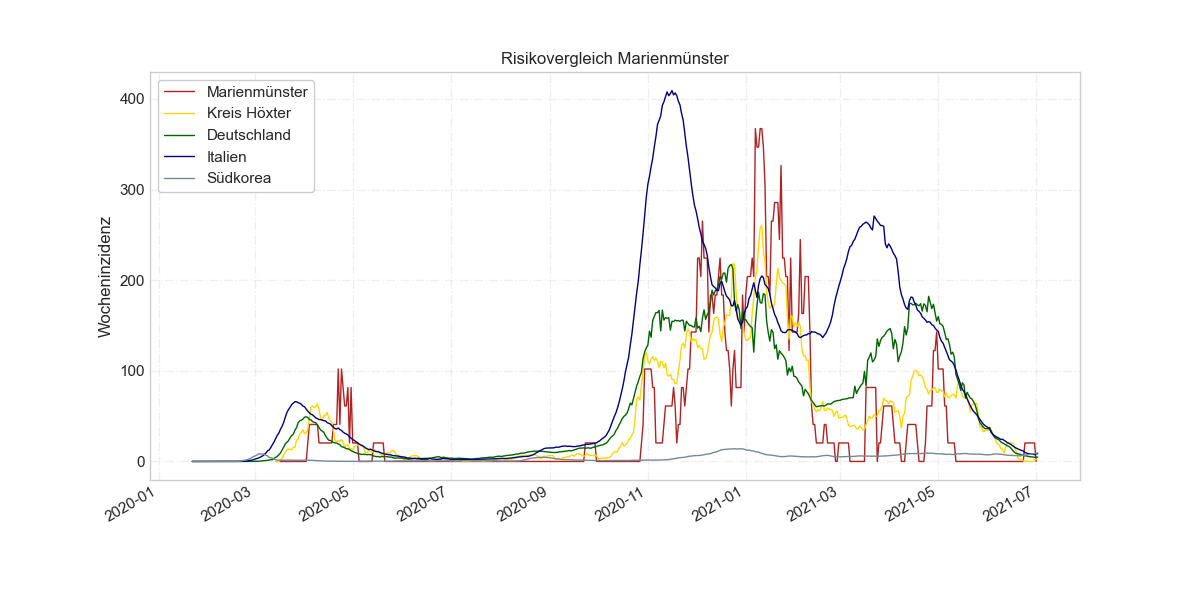 Risikovergleich Marienmünster
Marienmünster
Kreis Höxter
Deutschland
Italien
Südkorea
Wocheninzidenz
400
300
200
100
0
2020-01
2020-03
2020-05
2020-07
2020-09
2020-11
2021-01
2021-03
2021-05
2021-07